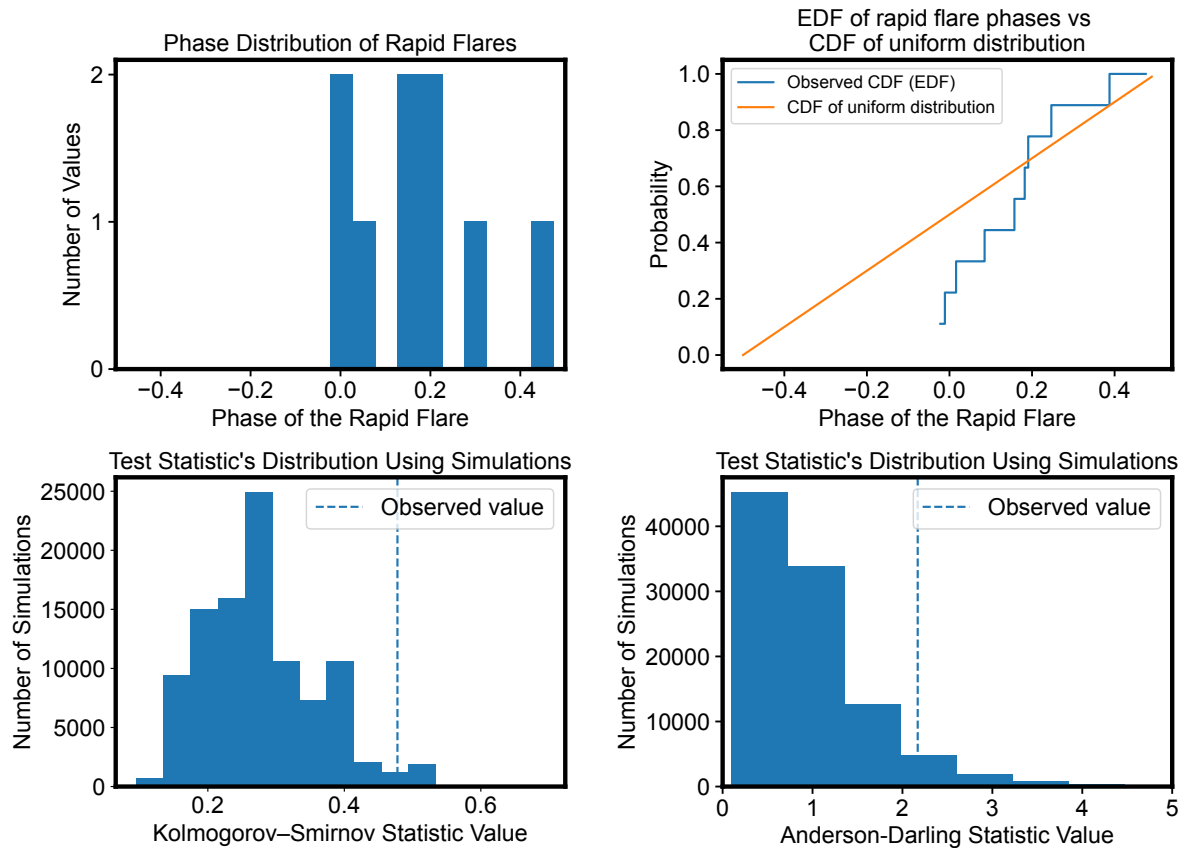 Phase Distribution of Rapid Flares
Number of Values
2
1
0
−0.4
−0.2
0.0
0.2
0.4
Phase of the Rapid Flare
EDF of rapid flare phases vs
CDF of uniform distribution
Observed CDF (EDF)
CDF of uniform distribution
Probability
1.0
0.8
0.6
0.4
0.2
0.0
−0.4
−0.2
0.0
0.2
0.4
Phase of the Rapid Flare
Test Statistic's Distribution Using Simulations
Observed value
Number of Simulations
25000
20000
15000
10000
5000
0
0.2
0.4
0.6
Kolmogorov–Smirnov Statistic Value
Test Statistic's Distribution Using Simulations
Observed value
Number of Simulations
40000
30000
20000
10000
0
0
1
2
3
4
5
Anderson-Darling Statistic Value